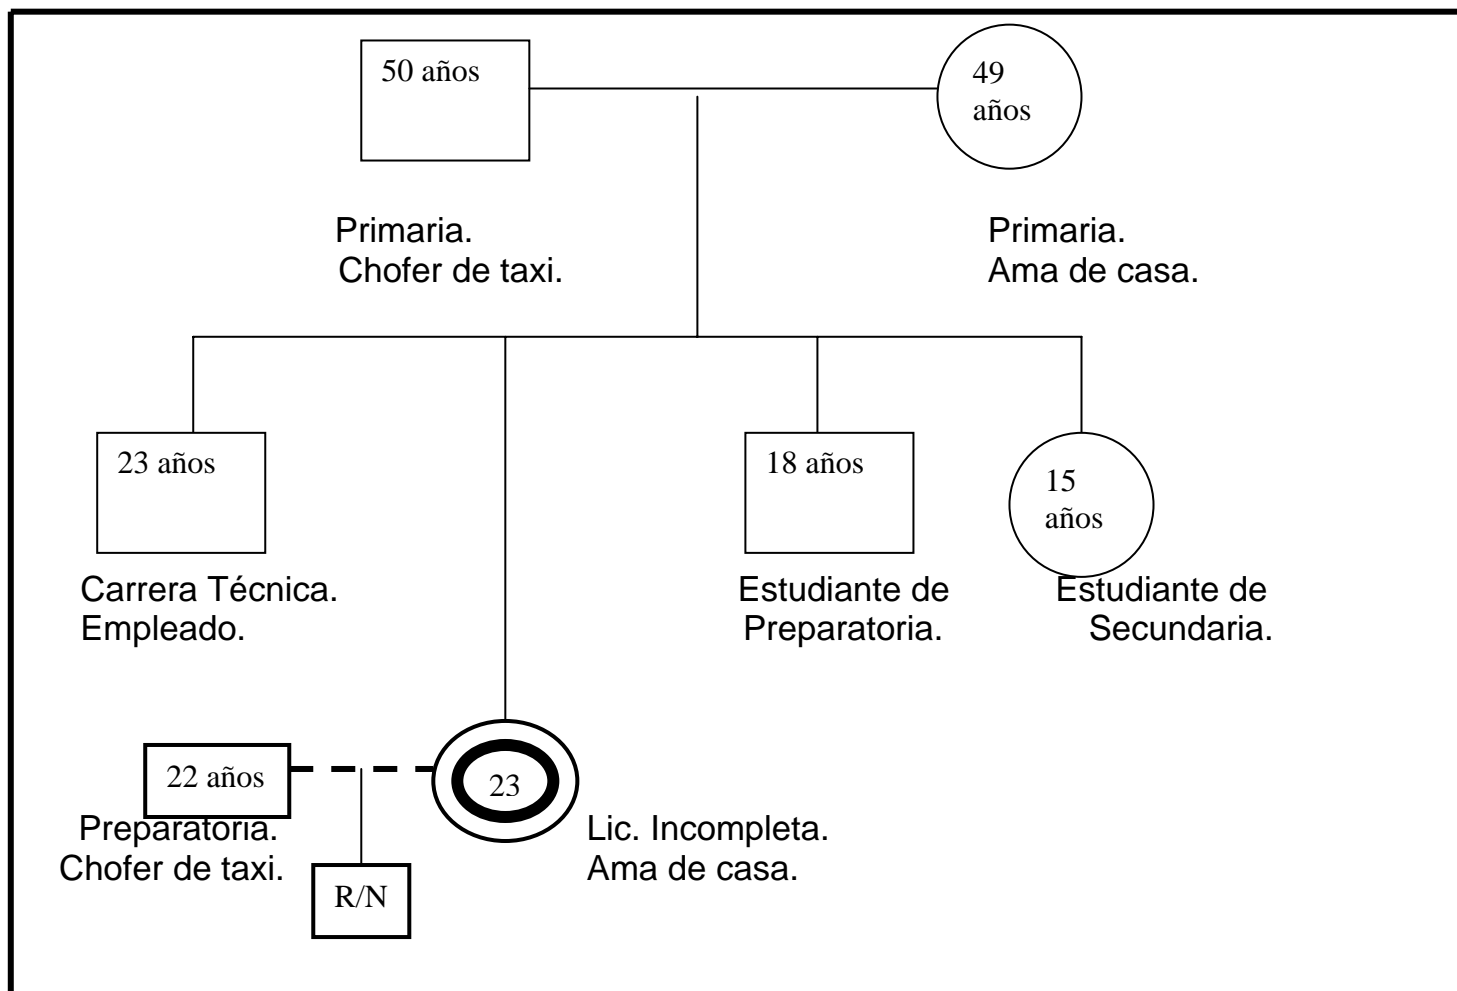 50 años
49
años
Primaria.
Chofer de taxi.
Primaria.
Ama de casa.
23 años
18 años
15
años
Carrera Técnica.
Empleado.
Estudiante de
Preparatoria.
Estudiante de
Secundaria.
22 años
23
Preparatoria.
Chofer de taxi.
Lic. Incompleta.
Ama de casa.
R/N